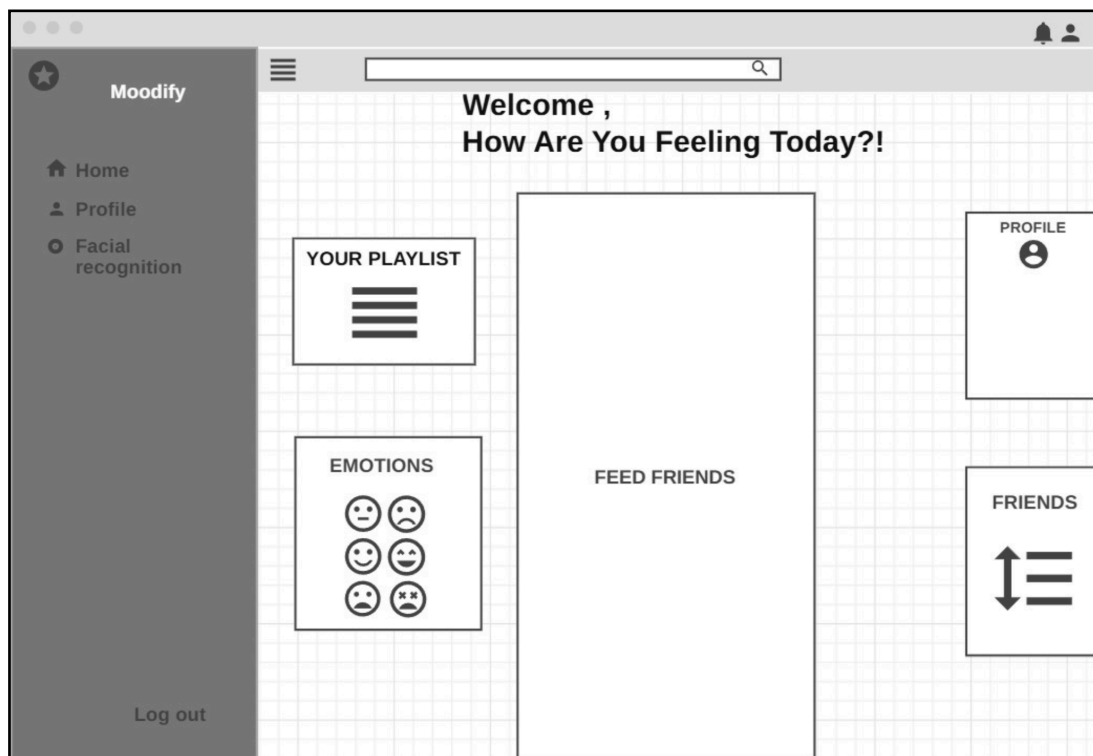 Moodify
Home
Profile
Facial
recognition
Log out
Welcome ,
How Are You Feeling Today?!
YOUR PLAYLIST
EMOTIONS
FEED FRIENDS
PROFILE
FRIENDS